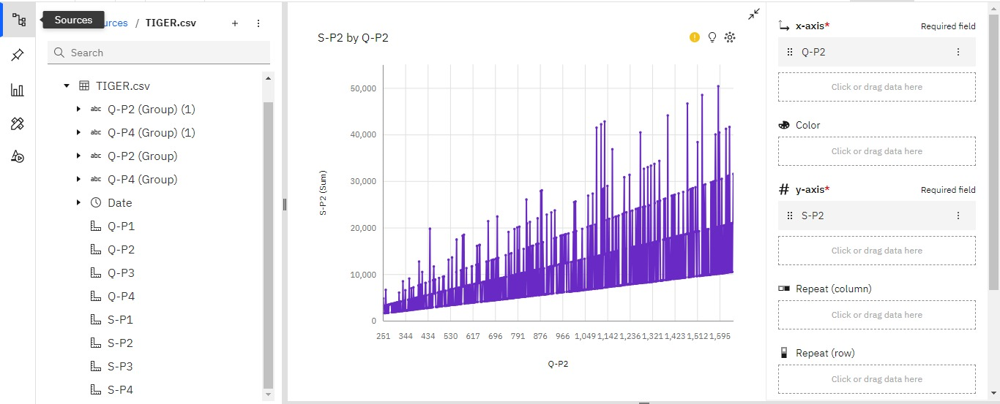 Sources
urces / TIGER.csv
Search
TIGER.csv
abc Q-P2 (Group) (1)
abc Q-P4 (Group) (1)
abc Q-P2 (Group)
abc Q-P4 (Group)
Date
Q-P1
Q-P2
Q-P3
Q-P4
S-P1
S-P2
S-P3
S-P4
S-P2 by Q-P2
S-P2 (Sum)
50,000
40,000
30,000
20,000
10,000
0
251 344 434 530 617 696 791 876 966 1,049 1,142 1,236 1,321 1,423 1,512 1,595
Q-P2
x-axis* Required field
Q-P2
Click or drag data here
Color
Click or drag data here
# y-axis* Required field
S-P2
Click or drag data here
Repeat (column)
Click or drag data here
Repeat (row)
Click or drag data here